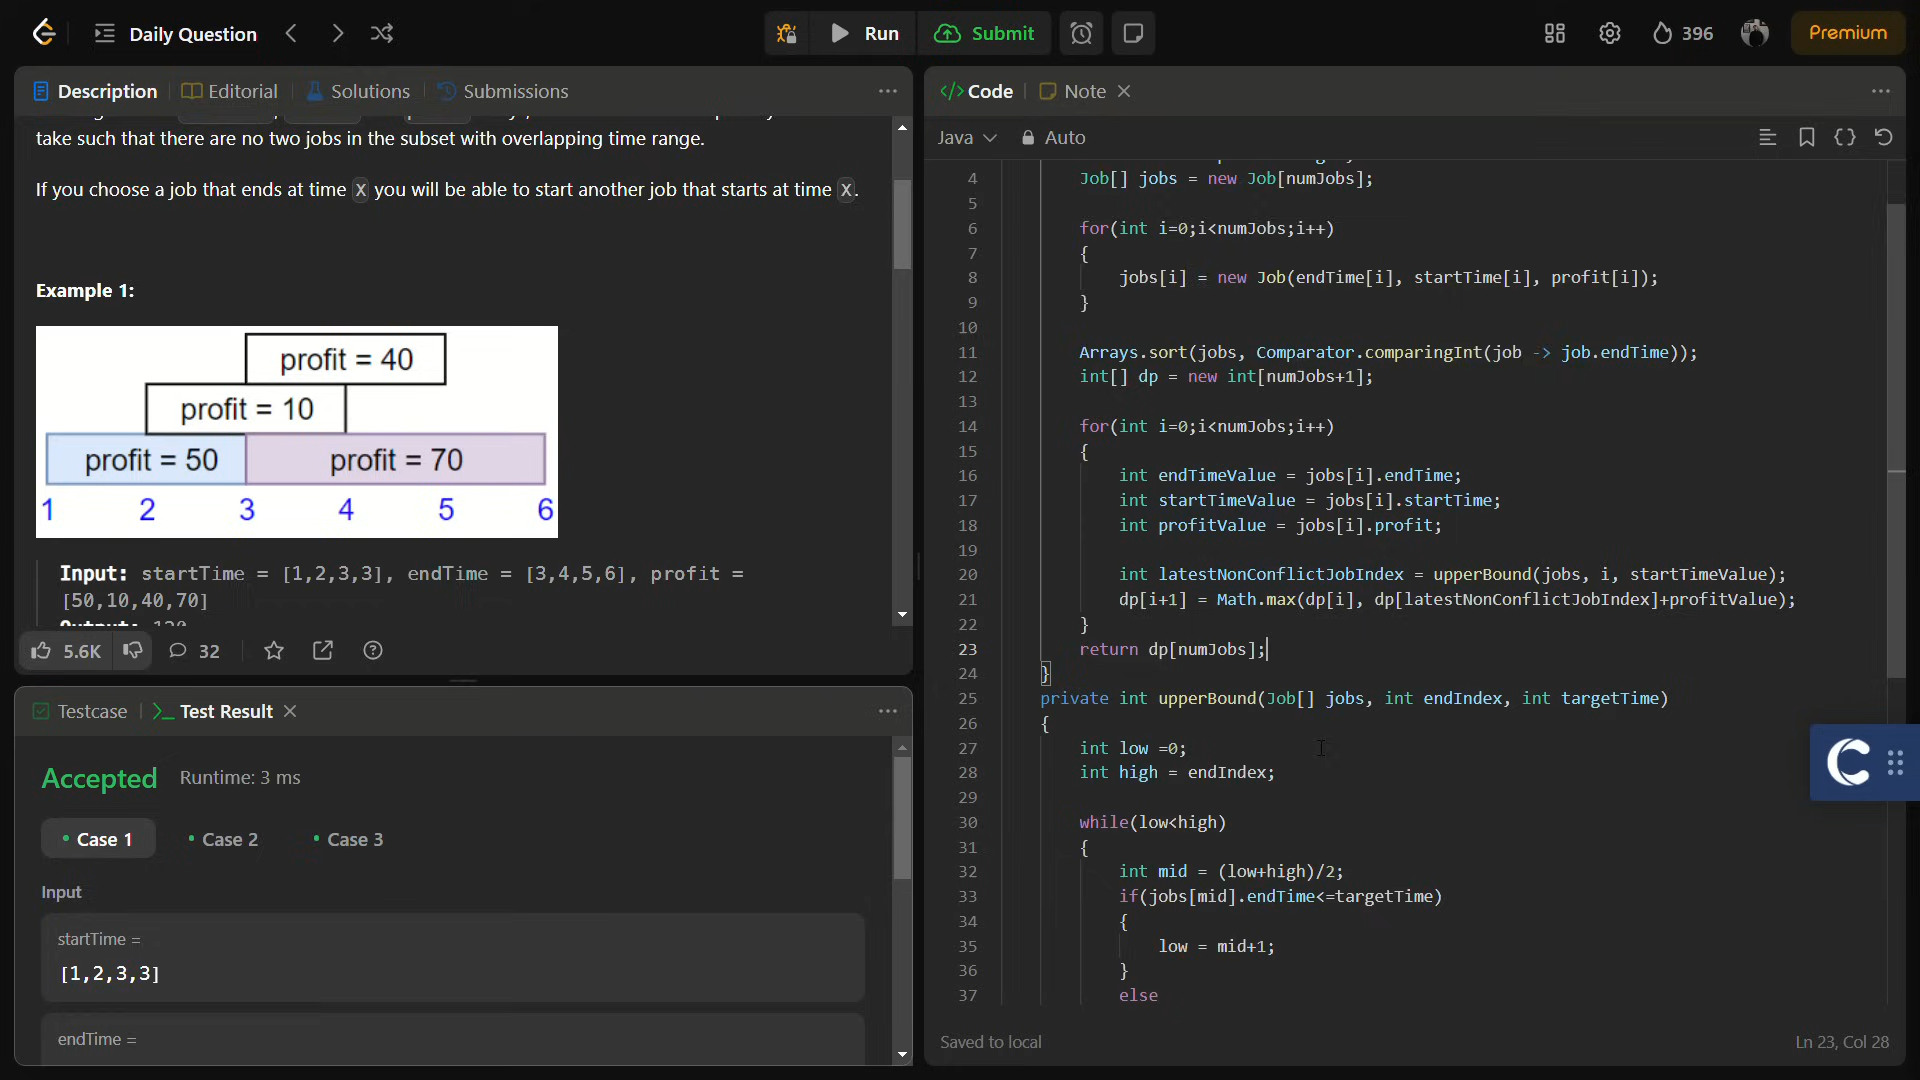 Daily Question
Run
Submit
396
Premium
Description
Editorial
Solutions
Submissions
take such that there are no two jobs in the subset with overlapping time range.
If you choose a job that ends at time X you will be able to start another job that starts at time X.
Example 1:
profit = 40
profit = 10
profit = 50
profit = 70
1 2 3 4 5 6
Input: startTime = [1,2,3,3], endTime = [3,4,5,6], profit =
[50,10,40,70]
Output: 120
5.6K
32
Testcase
>_ Test Result
Accepted Runtime: 3 ms
• Case 1 • Case 2 • Case 3
Input
startTime =
[1,2,3,3]
endTime =
</> Code
Note
Java
Auto
4 Job[] jobs = new Job[numJobs];
5
6 for(int i=0;i<numJobs;i++)
7 {
8 jobs[i] = new Job(endTime[i], startTime[i], profit[i]);
9 }
10
11 Arrays.sort(jobs, Comparator.comparingInt(job -> job.endTime));
12 int[] dp = new int[numJobs+1];
13
14 for(int i=0;i<numJobs;i++)
15 {
16 int endTimeValue = jobs[i].endTime;
17 int startTimeValue = jobs[i].startTime;
18 int profitValue = jobs[i].profit;
19
20 int latestNonConflictJobIndex = upperBound(jobs, i, startTimeValue);
21 dp[i+1] = Math.max(dp[i], dp[latestNonConflictJobIndex]+profitValue);
22 }
23 return dp[numJobs];
24 }
25 private int upperBound(Job[] jobs, int endIndex, int targetTime)
26 {
27 int low =0;
28 int high = endIndex;
29
30 while(low<high)
31 {
32 int mid = (low+high)/2;
33 if(jobs[mid].endTime<=targetTime)
34 {
35 low = mid+1;
36 }
37 else
Saved to local
Ln 23, Col 28